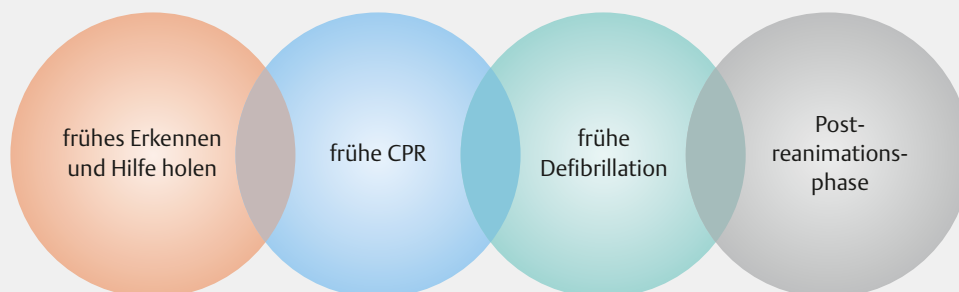 frühes Erkennen
und Hilfe holen
frühe CPR
frühe
Defibrillation
Post-
reanimations-
phase